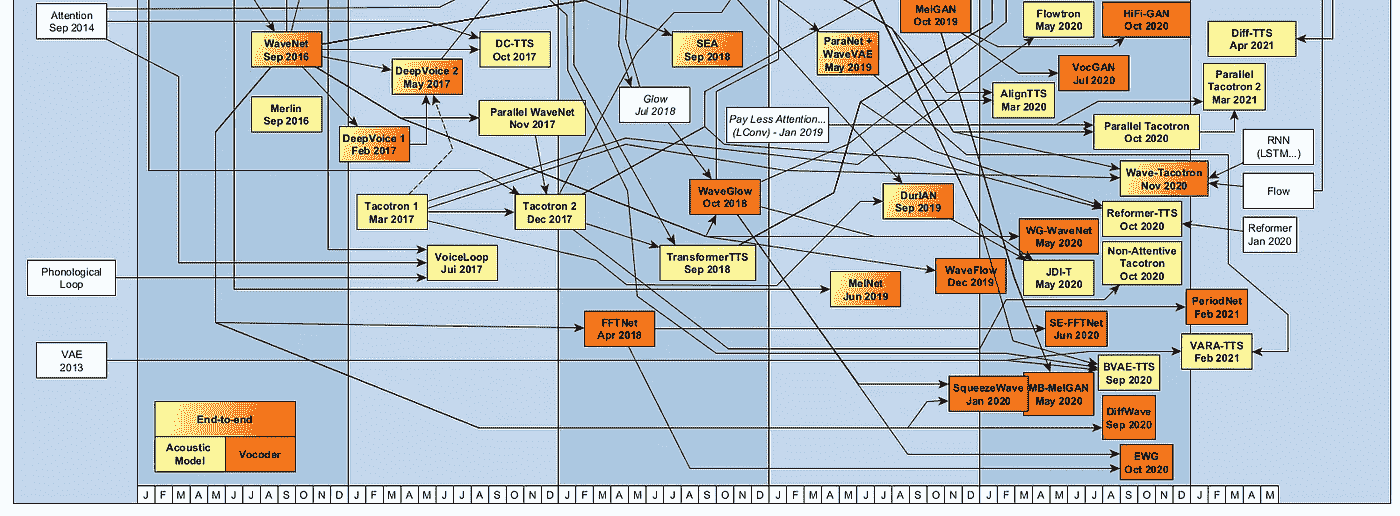 Attention
Sep 2014
WaveNet
Sep 2016
Merlin
Sep 2016
DeepVoice 2
May 2017
DeepVoice 1
Feb 2017
Tacotron 1
Mar 2017
VoiceLoop
Jul 2017
DC-TTS
Oct 2017
Parallel WaveNet
Nov 2017
Tacotron 2
Dec 2017
SEA
Sep 2018
Glow
Jul 2018
Pay Less Attention...
(LConv) - Jan 2019
WaveGlow
Oct 2018
TransformerTTS
Sep 2018
FFTNet
Apr 2018
ParaNet +
WaveVAE
May 2019
MelGAN
Oct 2019
DurIAN
Sep 2019
MelNet
Jun 2019
WaveFlow
Dec 2019
SqueezeWave
Jan 2020
MB-MelGAN
May 2020
Flowtron
May 2020
HiFi-GAN
Oct 2020
VocGAN
Jul 2020
AlignTTS
Mar 2020
Diff-TTS
Apr 2021
Parallel
Tacotron 2
Mar 2021
Parallel Tacotron
Oct 2020
Wave-Tacotron
Nov 2020
RNN
(LSTM...)
Flow
Reformer
Jan 2020
Reformer-TTS
Oct 2020
WG-WaveNet
May 2020
Non-Attentive
Tacotron
Oct 2020
JDI-T
May 2020
PeriodNet
Feb 2021
SE-FFTNet
Jun 2020
VARA-TTS
Feb 2021
BVAE-TTS
Sep 2020
DiffWave
Sep 2020
EWG
Oct 2020
Phonological
Loop
VAE
2013
End-to-end
Acoustic
Model
Vocoder
J F M A M J J A S O N D J F M A M J J A S O N D J F M A M J J A S O N D J F M A M J J A S O N D J F M A M J J A S O N D J F M A M